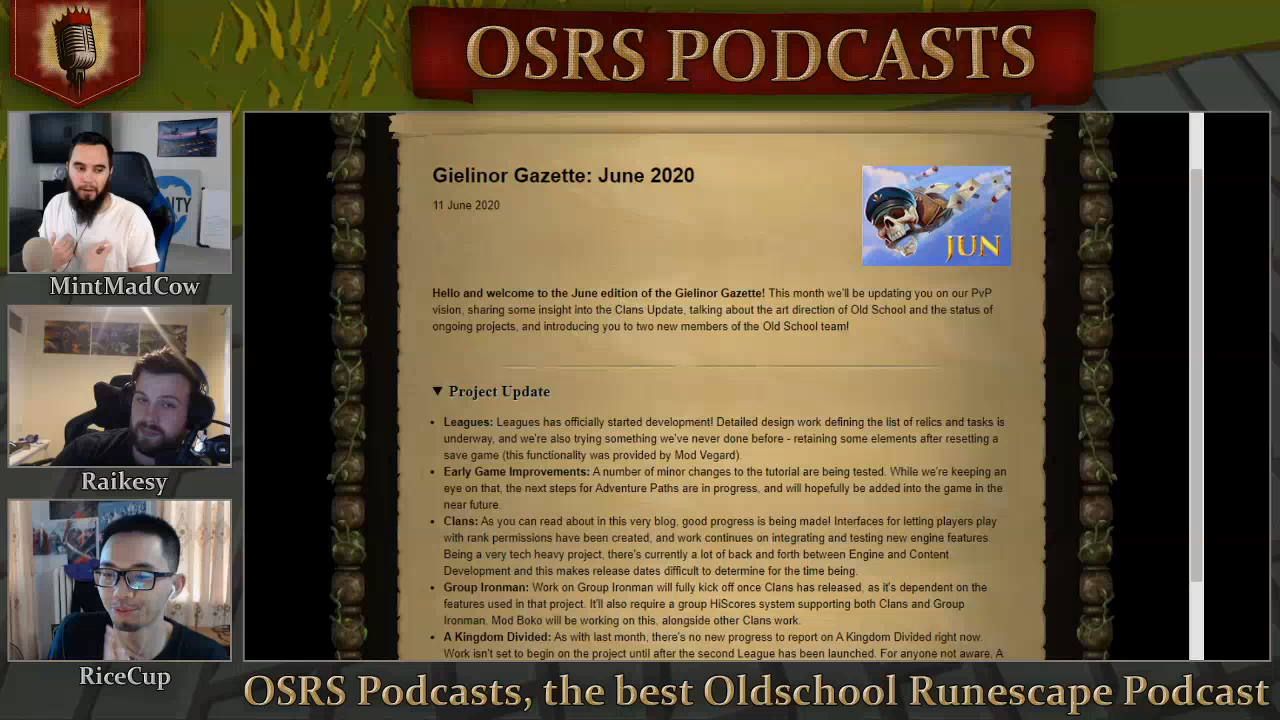 OSRS PODCASTS
MintMadCow
Raikesy
RiceCup
Gielinor Gazette: June 2020
11 June 2020
JUN
Hello and welcome to the June edition of the Gielinor Gazette! This month we'll be updating you on our PvP
vision, sharing some insight into the Clans Update, talking about the art direction of Old School and the status of
ongoing projects, and introducing you to two new members of the Old School team!
▼ Project Update
• Leagues: Leagues has officially started development! Detailed design work defining the list of relics and tasks is
underway, and we're also trying something we've never done before - retaining some elements after resetting a
save game (this functionality was provided by Mod Vegard).
• Early Game Improvements: A number of minor changes to the tutorial are being tested. While we're keeping an
eye on that, the next steps for Adventure Paths are in progress, and will hopefully be added into the game in the
near future.
• Clans: As you can read about in this very blog, good progress is being made! Interfaces for letting players play
with rank permissions have been created, and work continues on integrating and testing new engine features.
Being a very tech heavy project, there's currently a lot of back and forth between Engine and Content
Development and this makes release dates difficult to determine for the time being.
• Group Ironman: Work on Group Ironman will fully kick off once Clans has released, as it's dependent on the
features used in that project. It'll also require a group HiScores system supporting both Clans and Group
Ironman. Mod Boko will be working on this, alongside other Clans work.
• A Kingdom Divided: As with last month, there's no new progress to report on A Kingdom Divided right now.
Work isn't set to begin on the project until after the second League has been launched. For anyone not aware, A
OSRS Podcasts, the best Oldschool Runescape Podcast